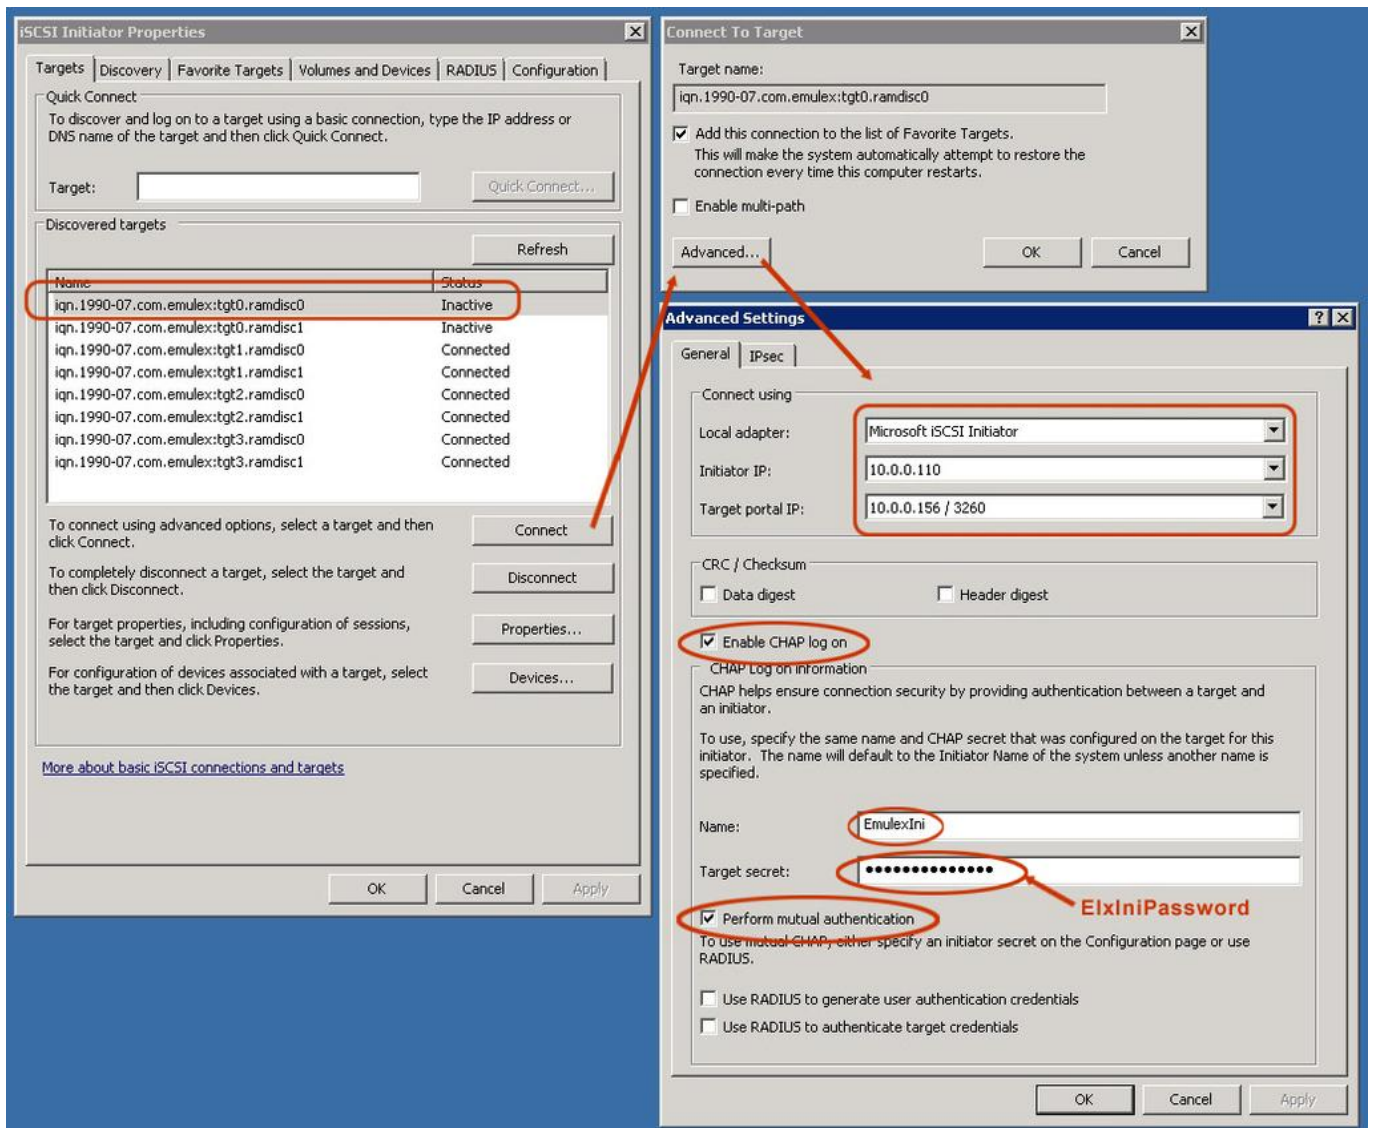 iSCSI Initiator Properties
Targets Discovery Favorite Targets Volumes and Devices RADIUS Configuration
Quick Connect
To discover and log on to a target using a basic connection, type the IP address or
DNS name of the target and then click Quick Connect.
Target:
Quick Connect...
Discovered targets
Refresh
Name Status
iqn.1990-07.com.emulex:tgt0.ramdisc0 Inactive
iqn.1990-07.com.emulex:tgt0.ramdisc1 Inactive
iqn.1990-07.com.emulex:tgt1.ramdisc0 Connected
iqn.1990-07.com.emulex:tgt1.ramdisc1 Connected
iqn.1990-07.com.emulex:tgt2.ramdisc0 Connected
iqn.1990-07.com.emulex:tgt2.ramdisc1 Connected
iqn.1990-07.com.emulex:tgt3.ramdisc0 Connected
iqn.1990-07.com.emulex:tgt3.ramdisc1 Connected
To connect using advanced options, select a target and then
click Connect.
Connect
To completely disconnect a target, select the target and
then click Disconnect.
Disconnect
For target properties, including configuration of sessions,
select the target and click Properties.
Properties...
For configuration of devices associated with a target, select
the target and then click Devices.
Devices...
More about basic iSCSI connections and targets
OK Cancel Apply
Connect To Target
Target name:
iqn.1990-07.com.emulex:tgt0.ramdisc0
Add this connection to the list of Favorite Targets.
This will make the system automatically attempt to restore the
connection every time this computer restarts.
Enable multi-path
Advanced... OK Cancel
Advanced Settings
General IPsec
Connect using
Local adapter: Microsoft iSCSI Initiator
Initiator IP: 10.0.0.110
Target portal IP: 10.0.0.156 / 3260
CRC / Checksum
Data digest Header digest
Enable CHAP log on
CHAP Log on information
CHAP helps ensure connection security by providing authentication between a target and
an initiator.
To use, specify the same name and CHAP secret that was configured on the target for this
initiator. The name will default to the Initiator Name of the system unless another name is
specified.
Name: EmulexIni
Target secret: ●●●●●●●●●●●●●●
ElxIniPassword
Perform mutual authentication
To use mutual CHAP, either specify an initiator secret on the Configuration page or use
RADIUS.
Use RADIUS to generate user authentication credentials
Use RADIUS to authenticate target credentials
OK Cancel Apply